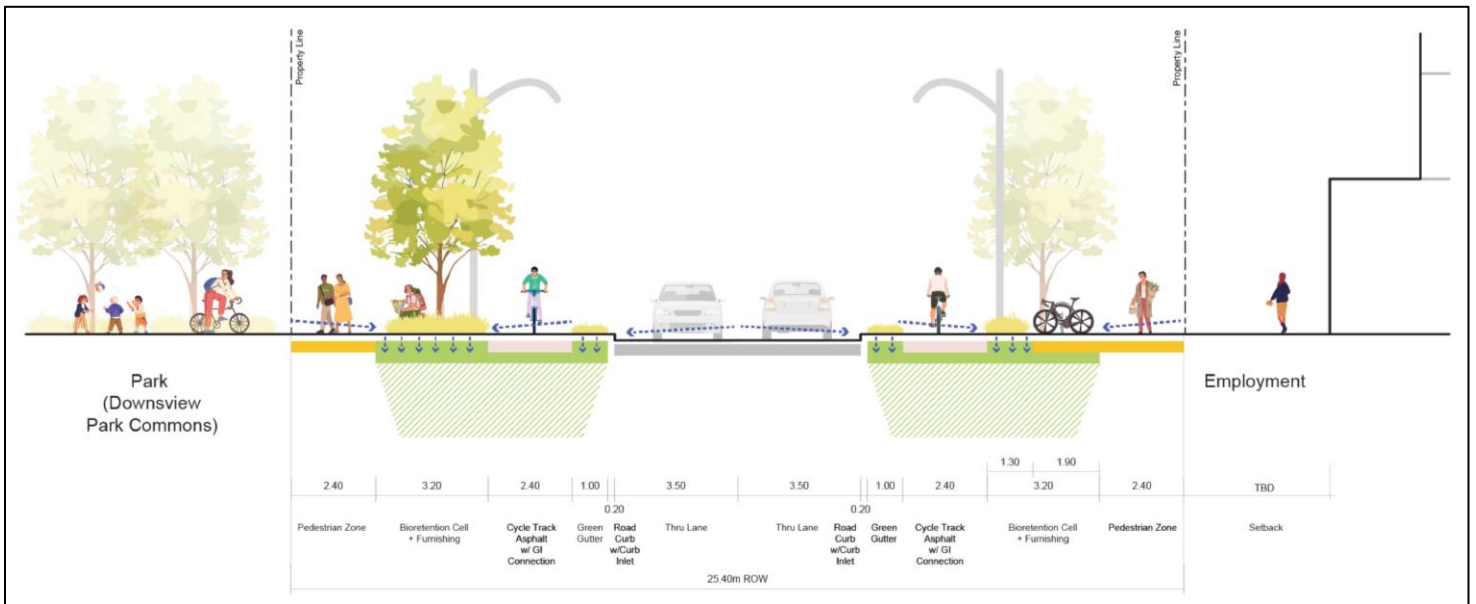 Property Line
Property Line
Park
(Downsview
Park Commons)
Employment
1.30
1.90
2.40
3.20
2.40
1.00
3.50
3.50
1.00
2.40
3.20
2.40
TBD
0.20
0.20
Pedestrian Zone
Bioretention Cell
+ Furnishing
Cycle Track
Asphalt
w/ GI
Connection
Green
Gutter
Road
Curb
w/Curb
Inlet
Thru Lane
Thru Lane
Road
Curb
w/Curb
Inlet
Green
Gutter
Cycle Track
Asphalt
w/ GI
Connection
Bioretention Cell
+ Furnishing
Pedestrian Zone
Setback
25.40m ROW